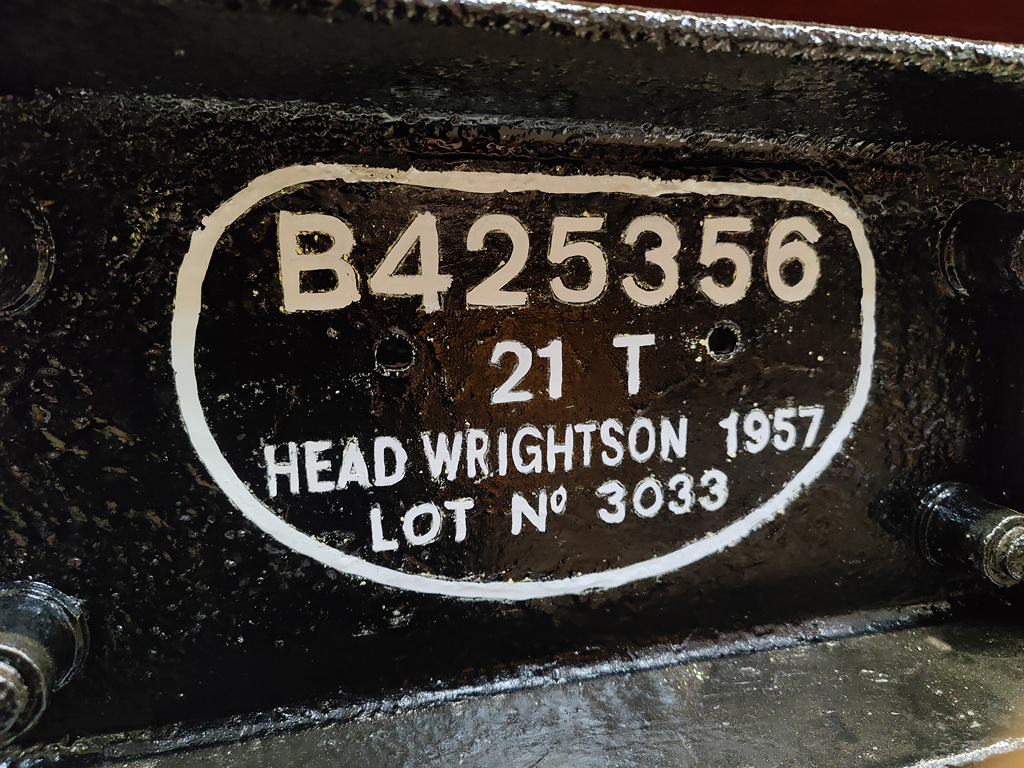 B425356
21 T
HEAD WRIGHTSON 1957
LOT Nº 3033